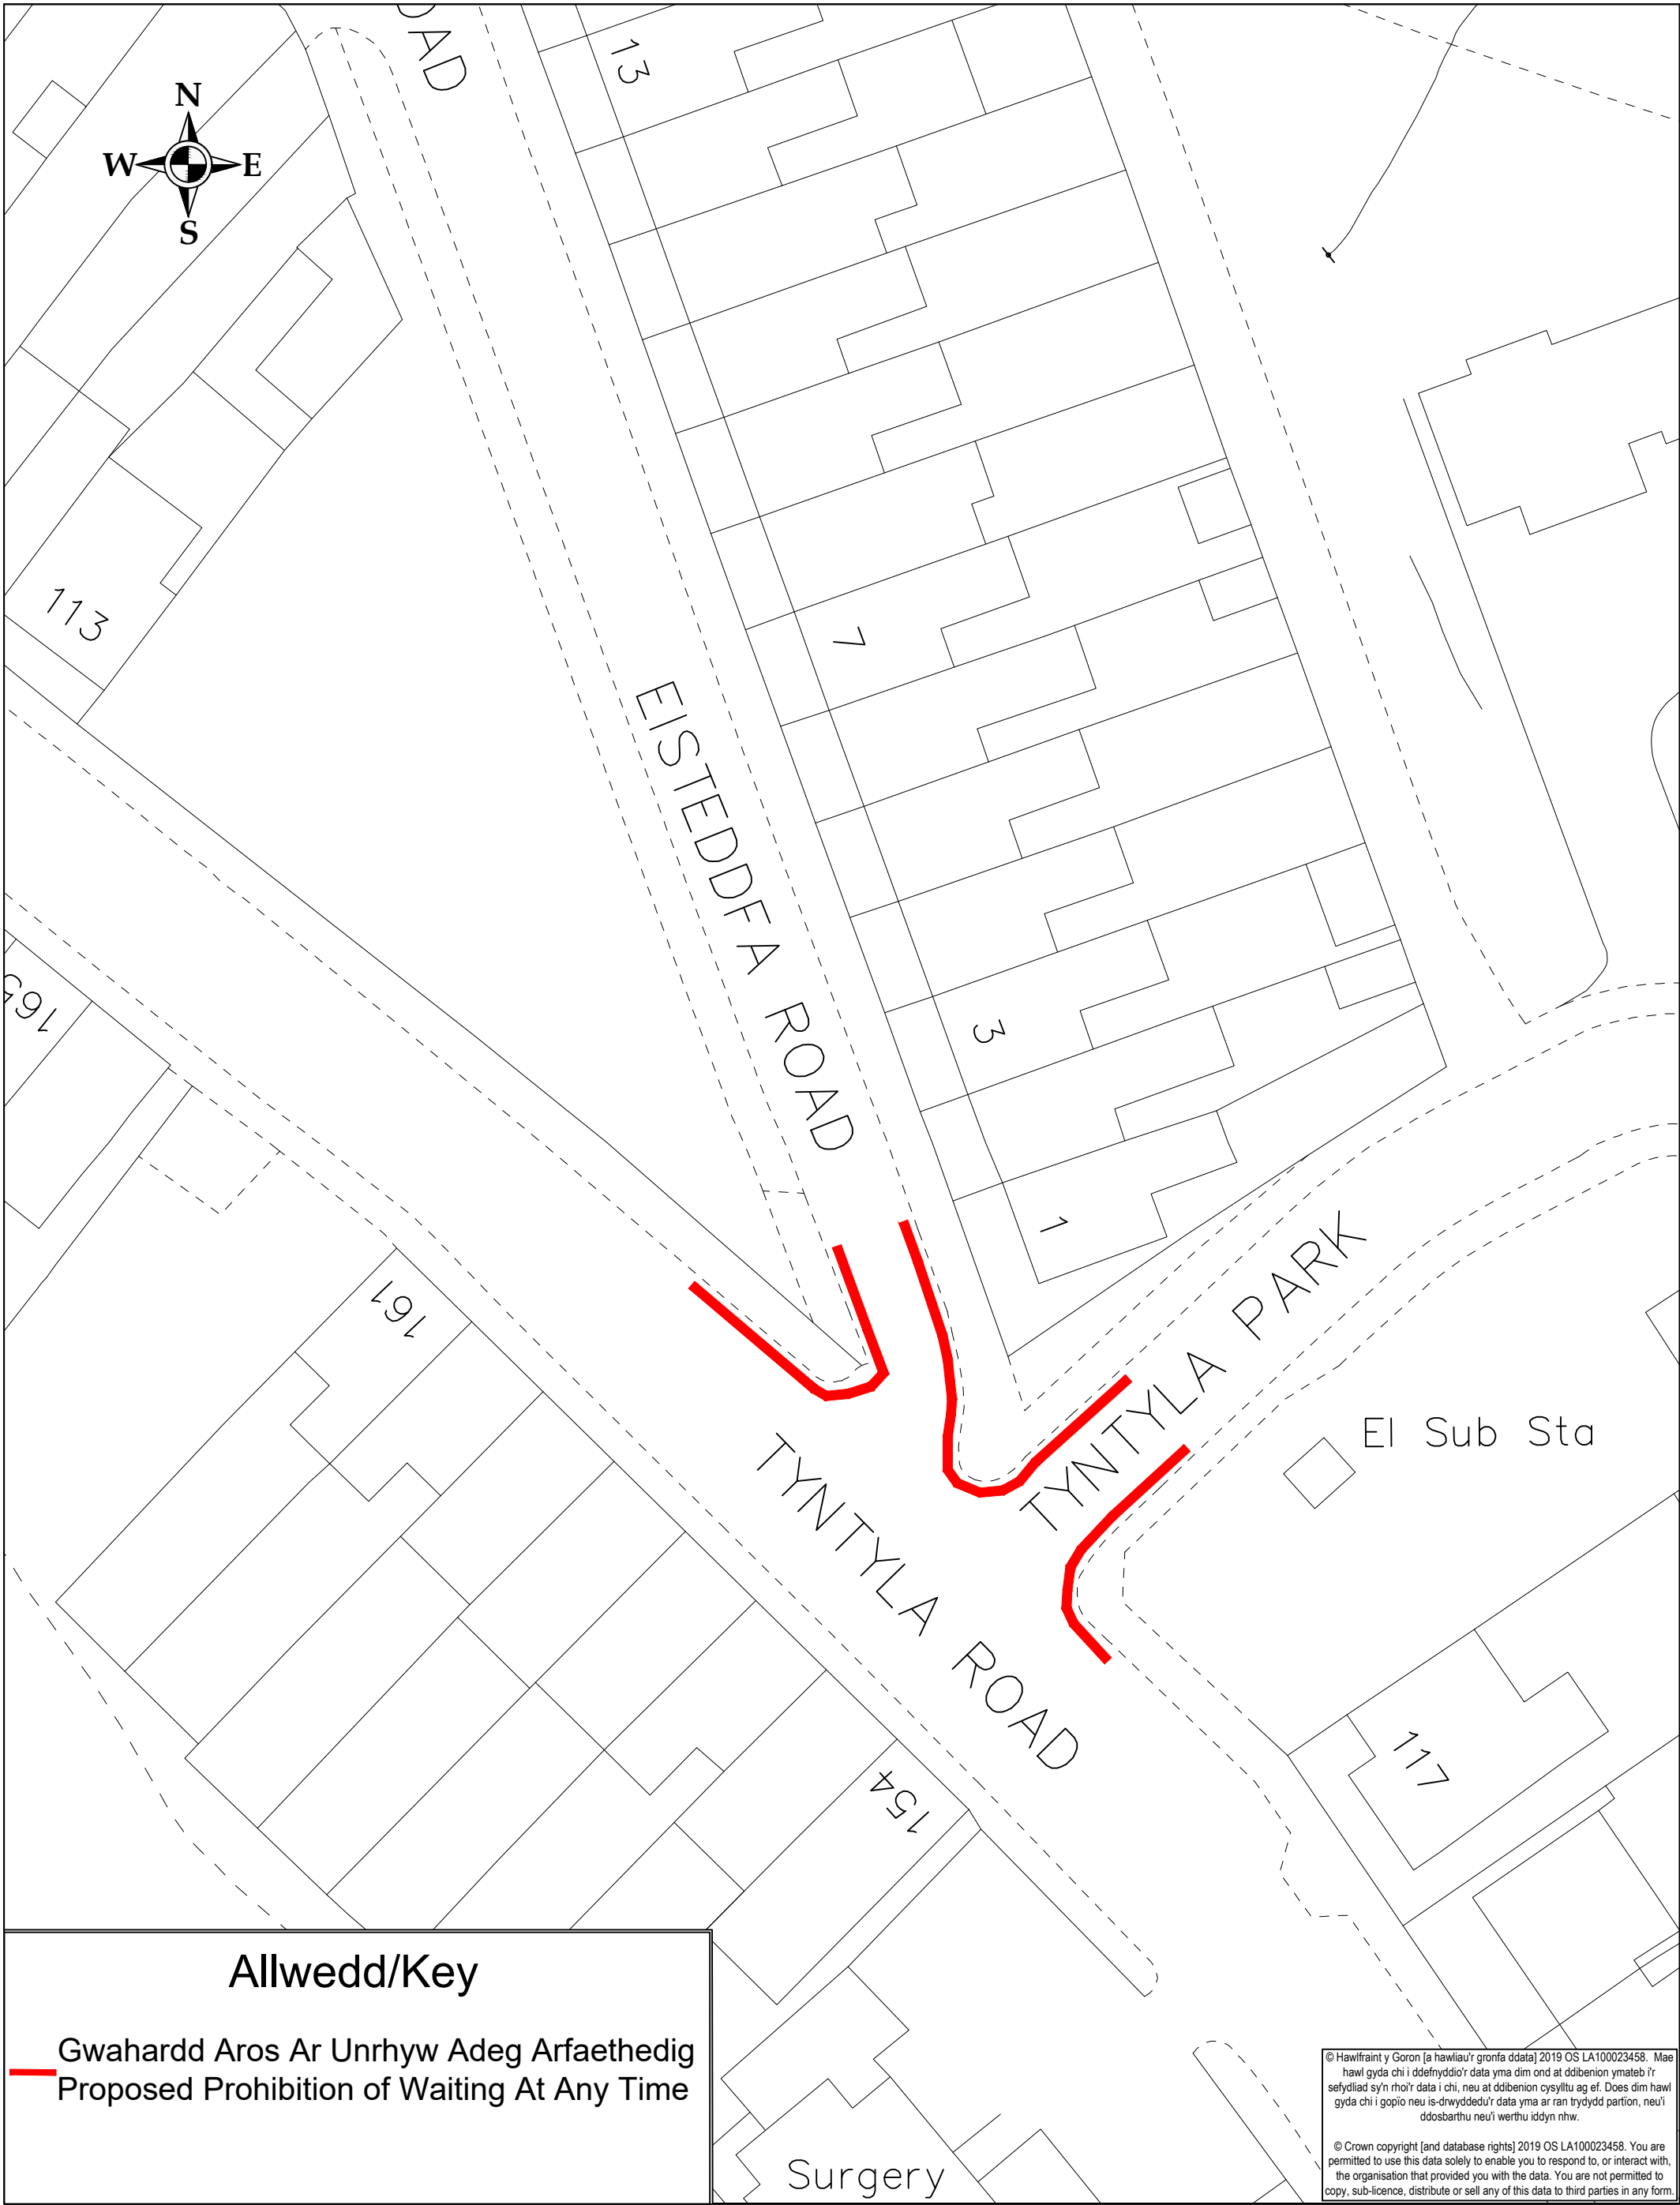 OAD
13
N
W E
S
113
7
EISTEDDFA ROAD
165
3
1
161
TYNTYLA PARK
El Sub Sta
TYNTYLA ROAD
117
154
Allwedd/Key
Gwahardd Aros Ar Unrhyw Adeg Arfaethedig
Proposed Prohibition of Waiting At Any Time
Surgery
© Hawlfraint y Goron [a hawliau'r gronfa ddata] 2019 OS LA100023458. Mae
hawl gyda chi i ddefnyddio'r data yma dim ond at ddibenion ymateb i'r
sefydliad sy'n rhoi'r data i chi, neu at ddibenion cysylltu ag ef. Does dim hawl
gyda chi i gopïo neu is-drwyddedu'r data yma ar ran trydydd partïon, neu'i
ddosbarthu neu'i werthu iddyn nhw.
© Crown copyright [and database rights] 2019 OS LA100023458. You are
permitted to use this data solely to enable you to respond to, or interact with,
the organisation that provided you with the data. You are not permitted to
copy, sub-licence, distribute or sell any of this data to third parties in any form.